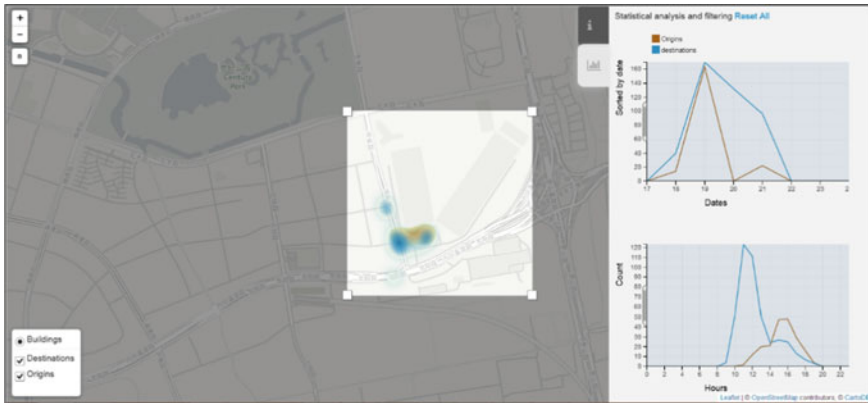 +
−
Century
Park
Buildings
Destinations
Origins
Statistical analysis and filtering Reset All
Origins
destinations
Sorted by date
160
140
120
100
80
60
40
20
0
17 18 19 20 21 22 23 2
Dates
Count
120
110
100
90
80
70
60
50
40
30
20
10
0
0 2 4 6 8 10 12 14 16 18 20 22
Hours
Leaflet | © OpenStreetMap contributors, © CartoDB